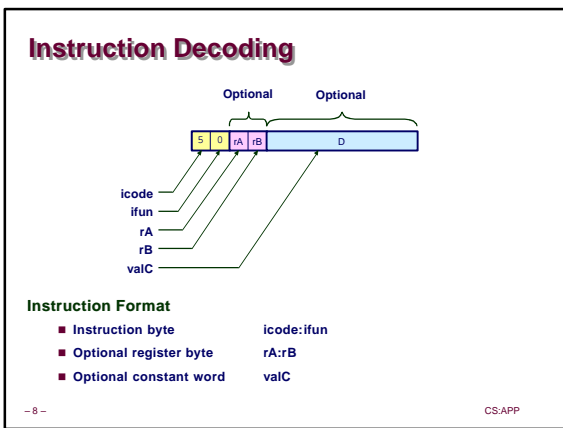 Instruction Decoding
Optional Optional
5 0 rA rB D
icode
ifun
rA
rB
valC
Instruction Format
■ Instruction byte icode:ifun
■ Optional register byte rA:rB
■ Optional constant word valC
– 8 – CS:APP